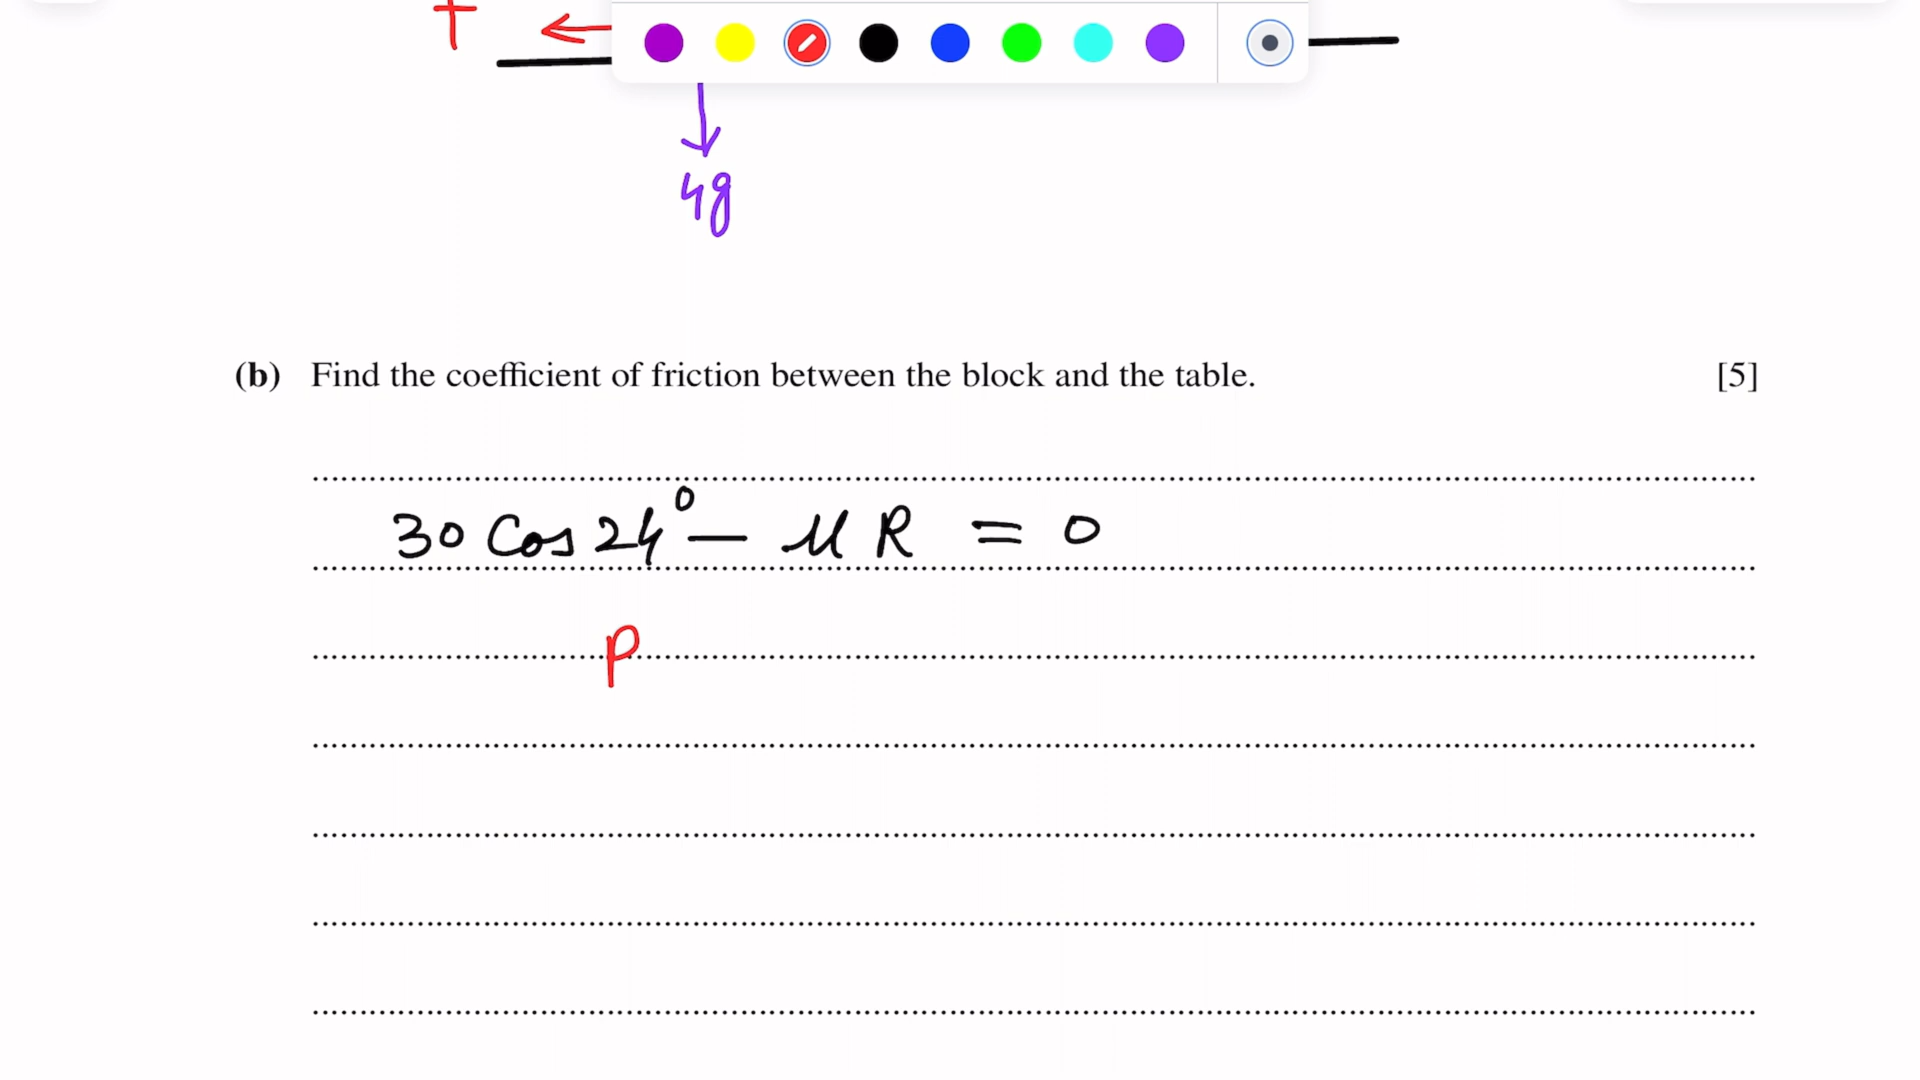 4g
(b) Find the coefficient of friction between the block and the table. [5]
30 Cos 24° - μ R = 0
P